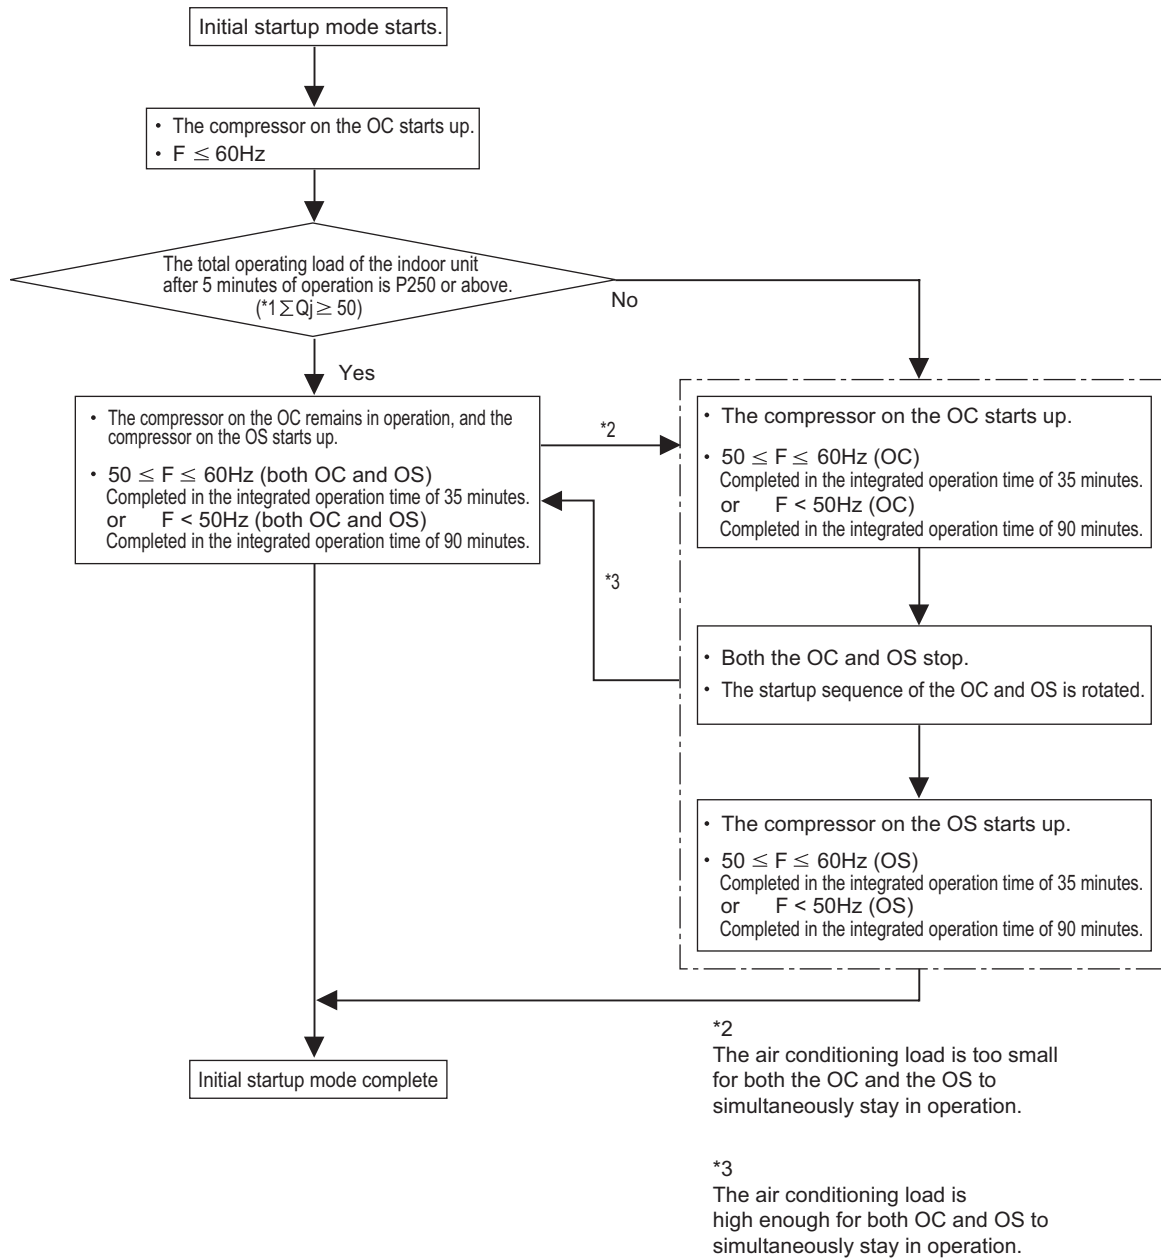 Initial startup mode starts.
• The compressor on the OC starts up.
• F ≤ 60Hz
The total operating load of the indoor unit
after 5 minutes of operation is P250 or above.
(*1ΣQj ≥ 50)
No
Yes
• The compressor on the OC remains in operation, and the
compressor on the OS starts up.
• 50 ≤ F ≤ 60Hz (both OC and OS)
Completed in the integrated operation time of 35 minutes.
or F < 50Hz (both OC and OS)
Completed in the integrated operation time of 90 minutes.
*2
*3
• The compressor on the OC starts up.
• 50 ≤ F ≤ 60Hz (OC)
Completed in the integrated operation time of 35 minutes.
or F < 50Hz (OC)
Completed in the integrated operation time of 90 minutes.
• Both the OC and OS stop.
• The startup sequence of the OC and OS is rotated.
• The compressor on the OS starts up.
• 50 ≤ F ≤ 60Hz (OS)
Completed in the integrated operation time of 35 minutes.
or F < 50Hz (OS)
Completed in the integrated operation time of 90 minutes.
Initial startup mode complete
*2
The air conditioning load is too small
for both the OC and the OS to
simultaneously stay in operation.
*3
The air conditioning load is
high enough for both OC and OS to
simultaneously stay in operation.